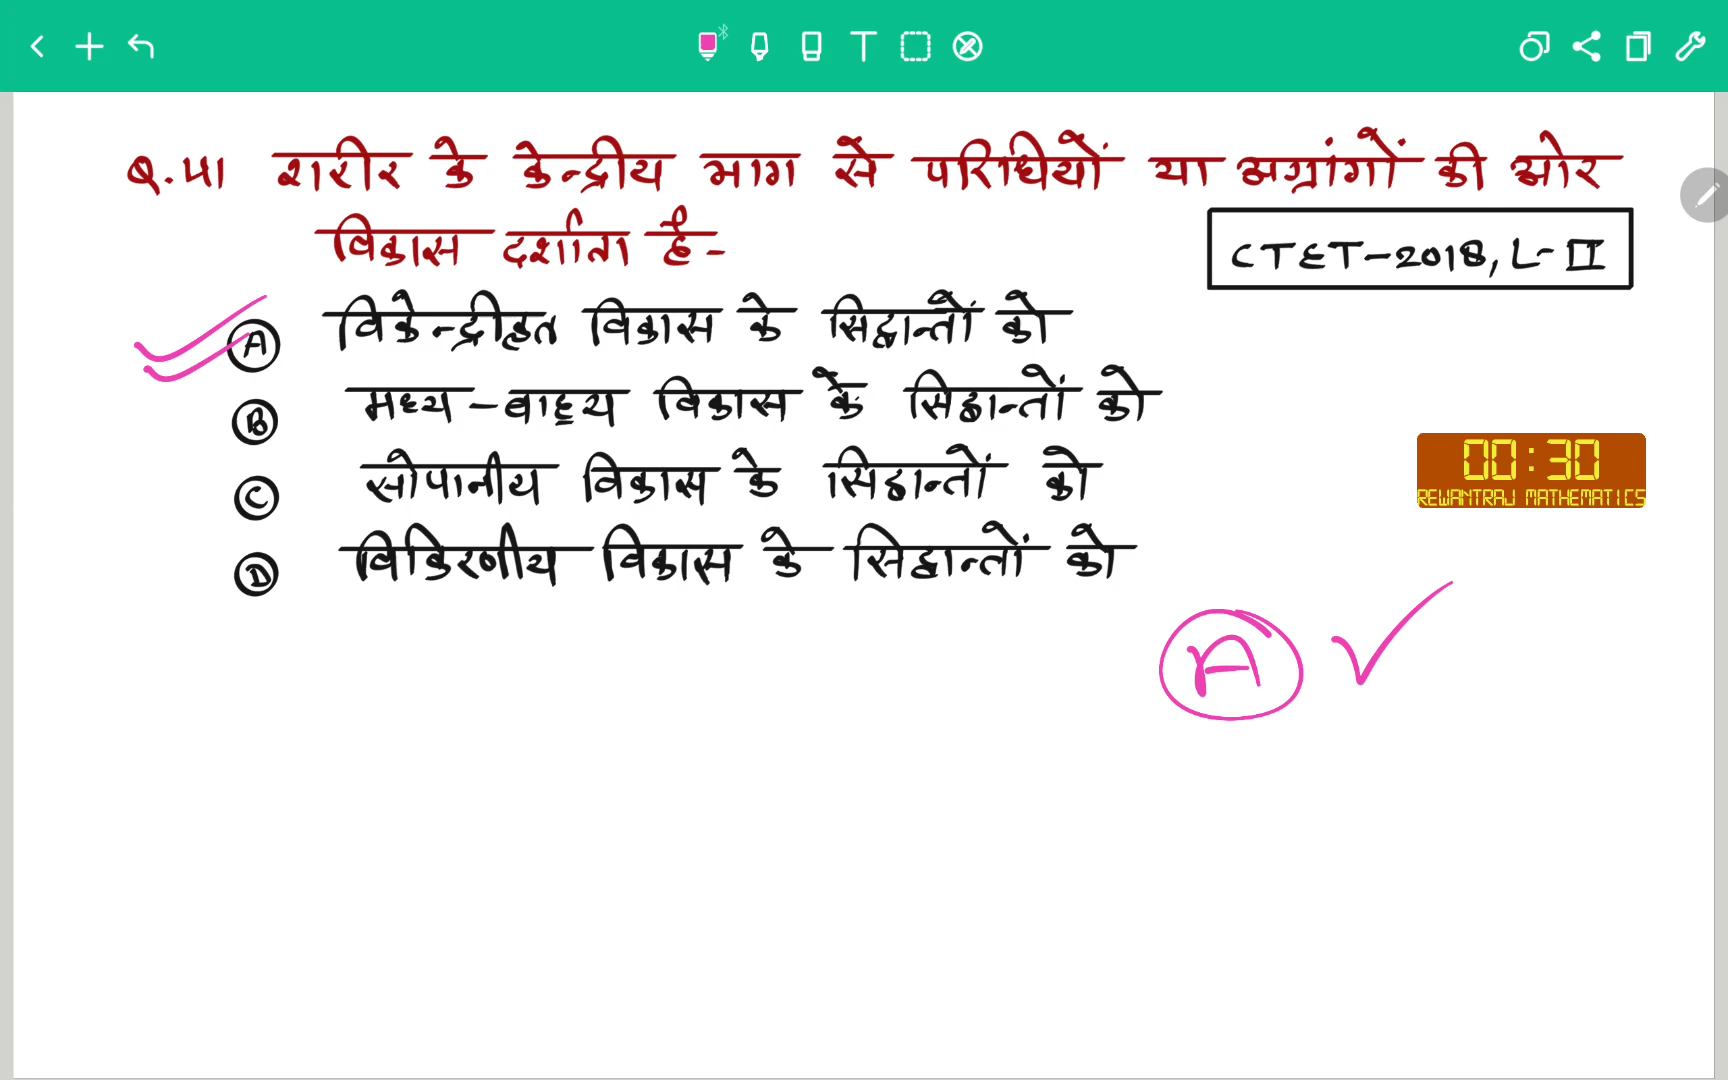 Q.41 शरीर के केन्द्रीय भाग से परिधियों या अग्रांगों की ओर
विकास दर्शाता है-
CTET-2018, L-II
A विकेन्द्रीकृत विकास के सिद्धान्तों को
B मध्य-बाह्य विकास के सिद्धान्तों को
C सोपानीय विकास के सिद्धान्तों को
D विकिरणीय विकास के सिद्धान्तों को
00:30
REWANTRAJ MATHEMATICS
A